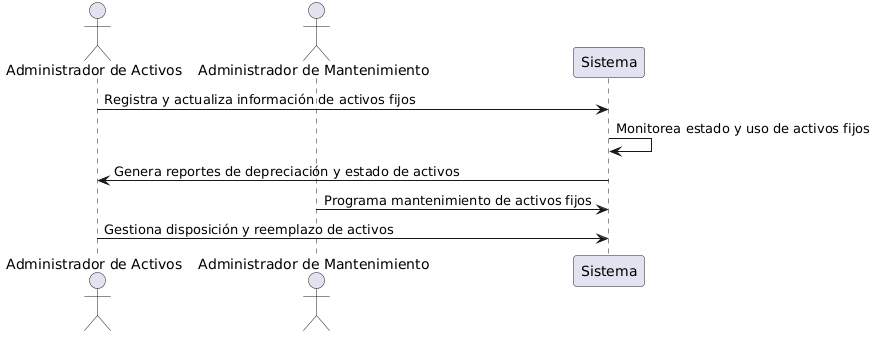 Administrador de Activos
Administrador de Mantenimiento
Sistema
Registra y actualiza información de activos fijos
Monitorea estado y uso de activos fijos
Genera reportes de depreciación y estado de activos
Programa mantenimiento de activos fijos
Gestiona disposición y reemplazo de activos
Administrador de Activos
Administrador de Mantenimiento
Sistema